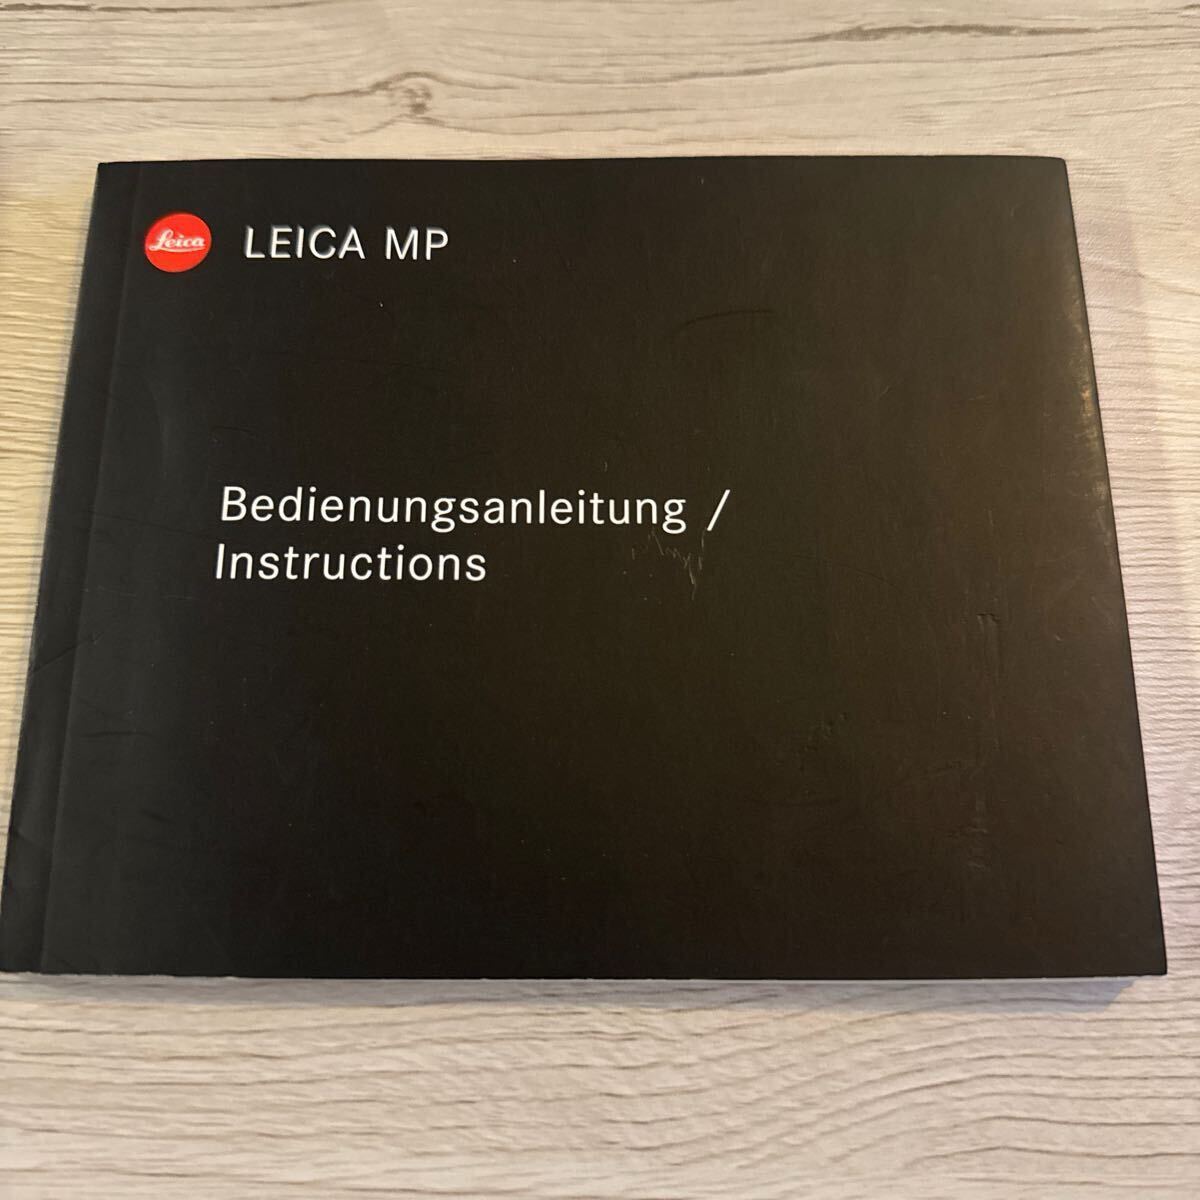 Leica
LEICA MP
Bedienungsanleitung /
Instructions